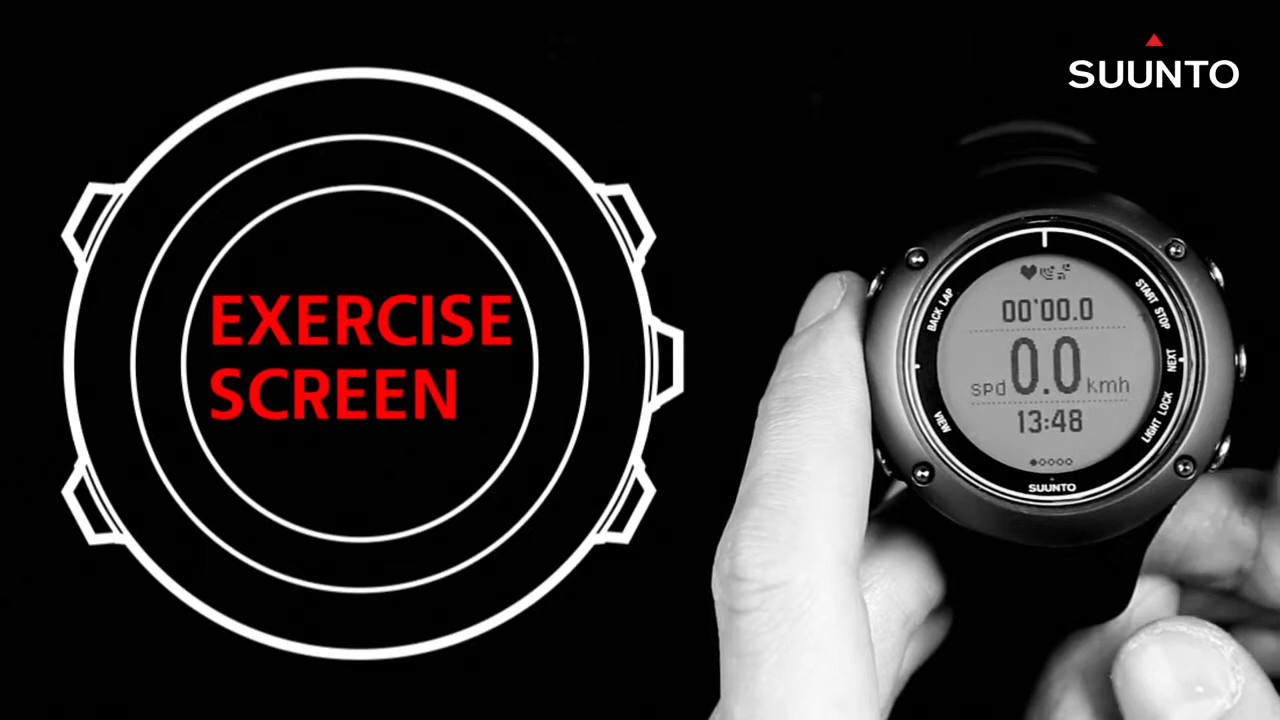 EXERCISE
SCREEN
SUUNTO
BACK LAP
START STOP
NEXT
LIGHT LOCK
VIEW
00'00.0
spd 0.0 kmh
13:48
SUUNTO